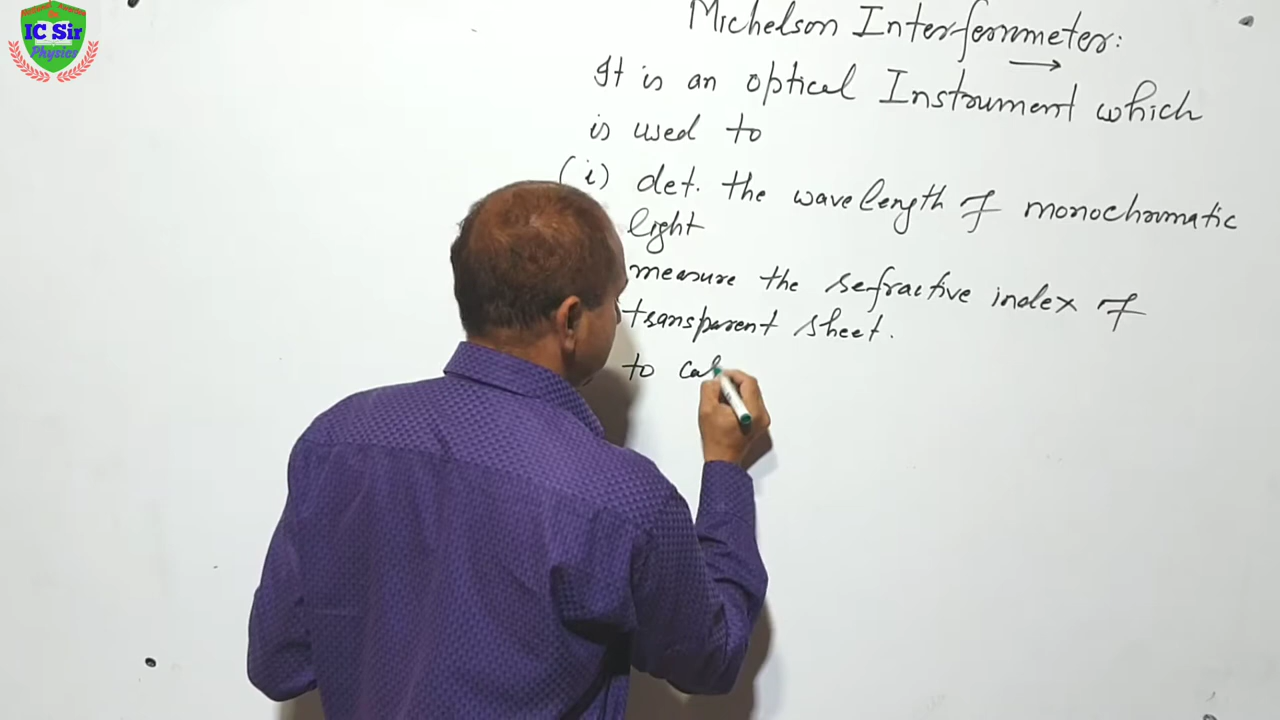 IC Sir
Physics
Michelson Interferometer:
It is an optical Instrument which
is used to
(i) det. the wavelength of monochromatic
light
measure the refractive index of
transparent sheet.
to cal